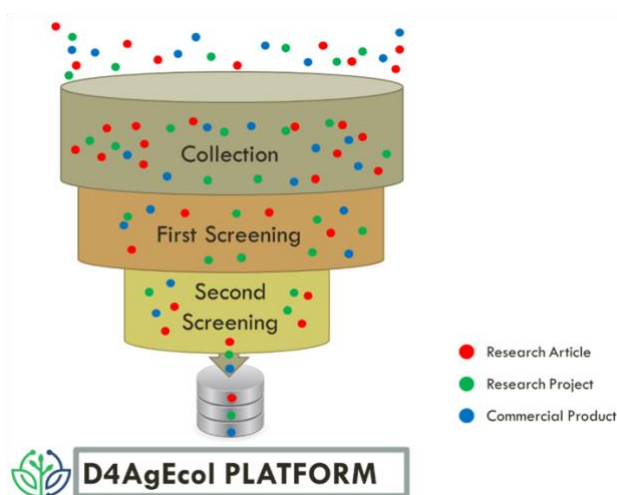 Collection
First Screening
Second
Screening
Research Article
Research Project
Commercial Product
D4AgEcol PLATFORM